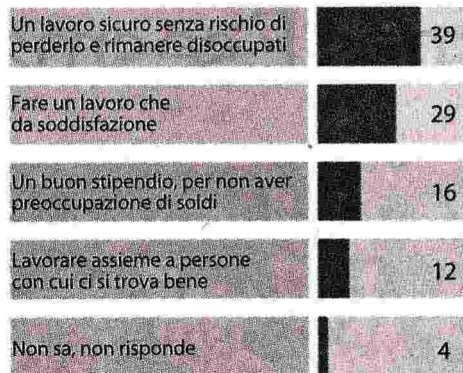 Un lavoro sicuro senza rischio di
perderlo e rimanere disoccupati
39
Fare un lavoro che
da soddisfazione
29
Un buon stipendio, per non aver
preoccupazione di soldi
16
Lavorare assieme a persone
con cui ci si trova bene
12
Non sa, non risponde
4